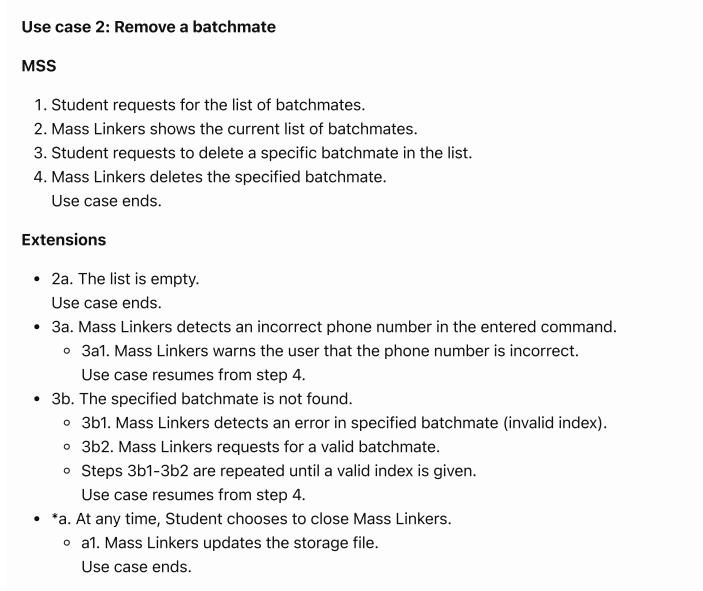 Use case 2: Remove a batchmate
MSS
1. Student requests for the list of batchmates.
2. Mass Linkers shows the current list of batchmates.
3. Student requests to delete a specific batchmate in the list.
4. Mass Linkers deletes the specified batchmate.
Use case ends.
Extensions
• 2a. The list is empty.
Use case ends.
• 3a. Mass Linkers detects an incorrect phone number in the entered command.
○ 3a1. Mass Linkers warns the user that the phone number is incorrect.
Use case resumes from step 4.
• 3b. The specified batchmate is not found.
○ 3b1. Mass Linkers detects an error in specified batchmate (invalid index).
○ 3b2. Mass Linkers requests for a valid batchmate.
○ Steps 3b1-3b2 are repeated until a valid index is given.
Use case resumes from step 4.
• *a. At any time, Student chooses to close Mass Linkers.
○ a1. Mass Linkers updates the storage file.
Use case ends.